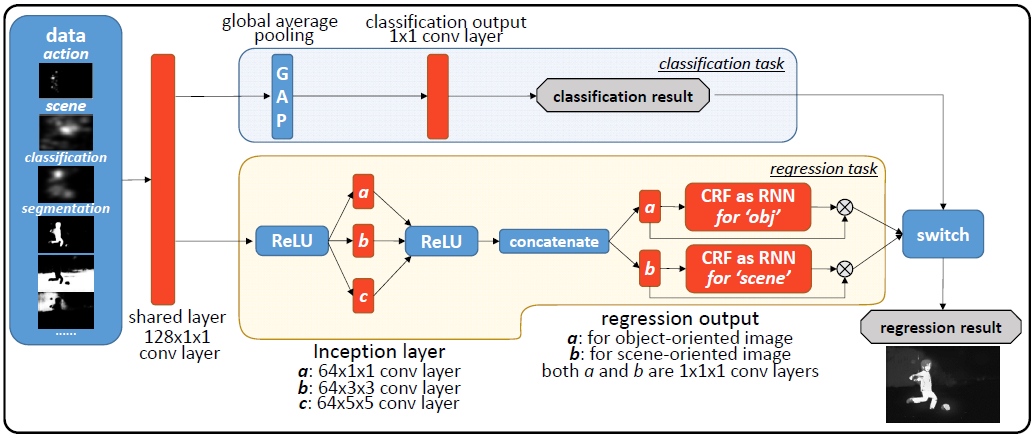 data
action
scene
classification
segmentation
......
shared layer
128x1x1
conv layer
global average
pooling
classification output
1x1 conv layer
classification task
G
A
P
classification result
regression task
ReLU
a
b
c
ReLU
concatenate
a
CRF as RNN
for 'obj'
b
CRF as RNN
for 'scene'
switch
regression result
Inception layer
a: 64x1x1 conv layer
b: 64x3x3 conv layer
c: 64x5x5 conv layer
regression output
a: for object-oriented image
b: for scene-oriented image
both a and b are 1x1x1 conv layers